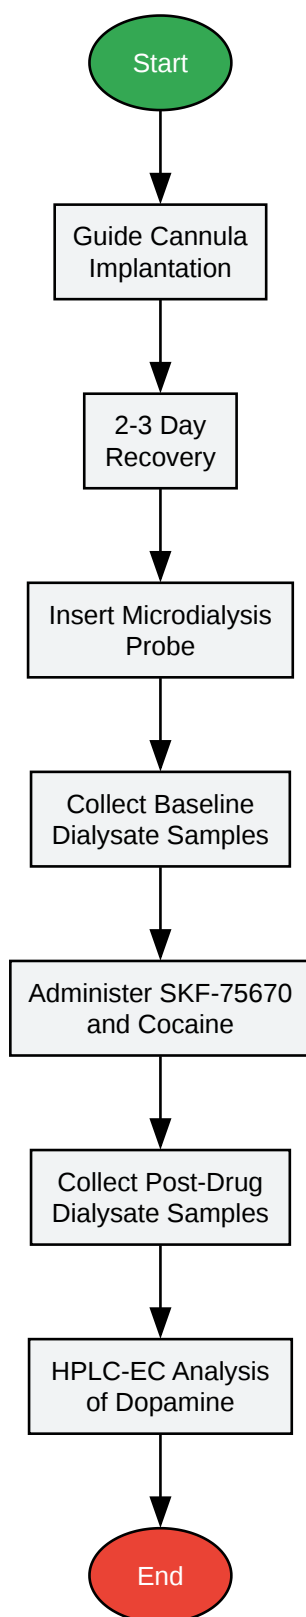 Start
Guide Cannula
Implantation
2-3 Day
Recovery
Insert Microdialysis
Probe
Collect Baseline
Dialysate Samples
Administer SKF-75670
and Cocaine
Collect Post-Drug
Dialysate Samples
HPLC-EC Analysis
of Dopamine
End